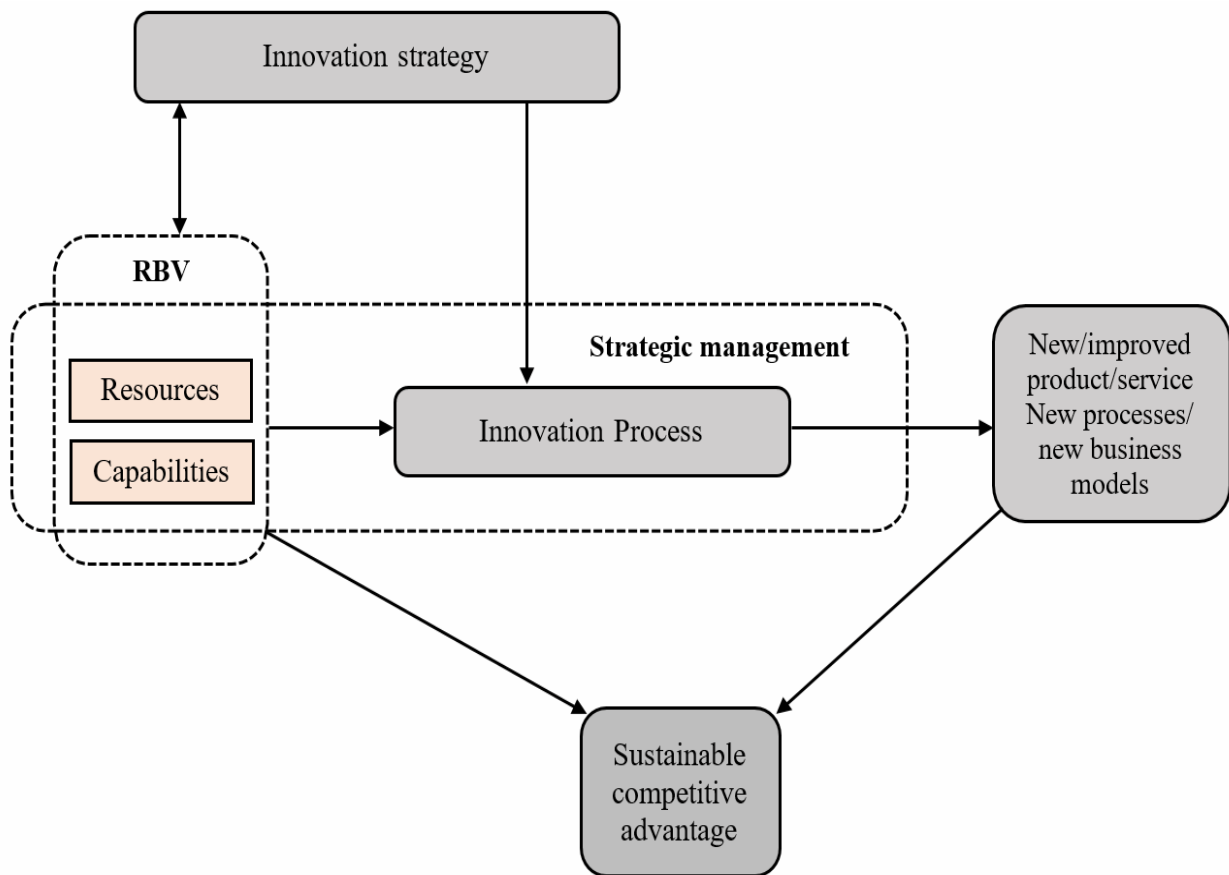 Innovation strategy
RBV
Strategic management
Resources
Capabilities
Innovation Process
New/improved
product/service
New processes/
new business
models
Sustainable
competitive
advantage